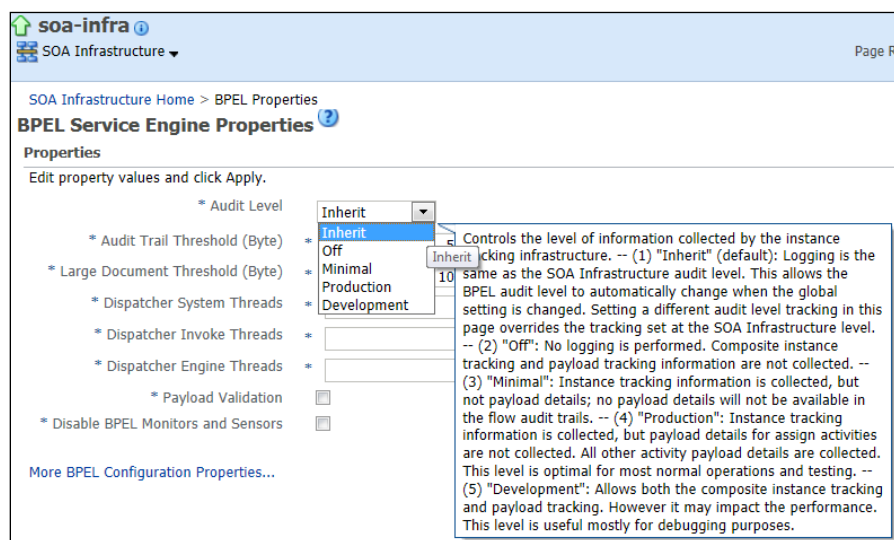 soa-infra
SOA Infrastructure
Page R
SOA Infrastructure Home > BPEL Properties
BPEL Service Engine Properties
Properties
Edit property values and click Apply.
* Audit Level
Inherit
Inherit
Off
Minimal
Production
Development
Inherit
* Audit Trail Threshold (Byte) * 5
* Large Document Threshold (Byte) * 10
* Dispatcher System Threads *
* Dispatcher Invoke Threads *
* Dispatcher Engine Threads *
* Payload Validation
* Disable BPEL Monitors and Sensors
More BPEL Configuration Properties...
Controls the level of information collected by the instance
cking infrastructure. -- (1) "Inherit" (default): Logging is the
same as the SOA Infrastructure audit level. This allows the
BPEL audit level to automatically change when the global
setting is changed. Setting a different audit level tracking in this
page overrides the tracking set at the SOA Infrastructure level.
-- (2) "Off": No logging is performed. Composite instance
tracking and payload tracking information are not collected. --
(3) "Minimal": Instance tracking information is collected, but
not payload details; no payload details will not be available in
the flow audit trails. -- (4) "Production": Instance tracking
information is collected, but payload details for assign activities
are not collected. All other activity payload details are collected.
This level is optimal for most normal operations and testing. --
(5) "Development": Allows both the composite instance tracking
and payload tracking. However it may impact the performance.
This level is useful mostly for debugging purposes.